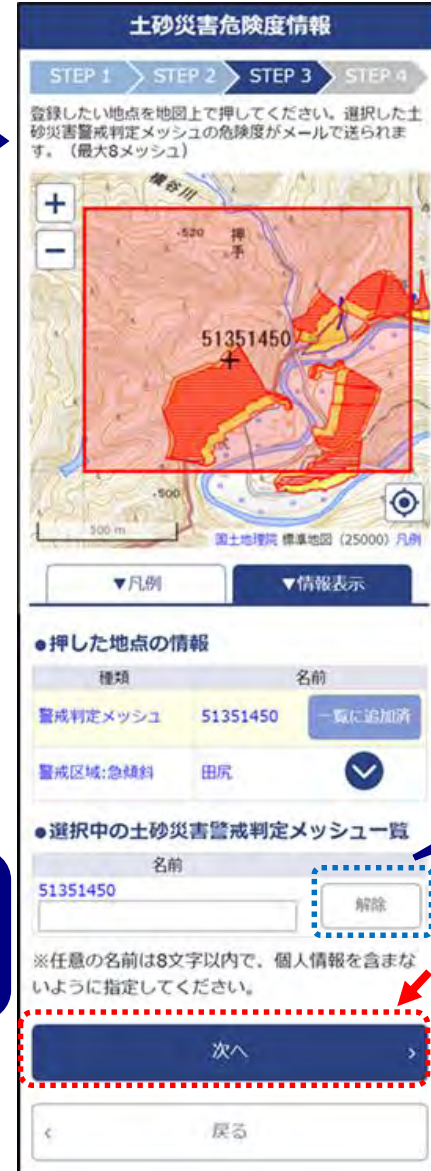 土砂災害危険度情報
STEP 1 STEP 2 STEP 3 STEP 4
登録したい地点を地図上で押してください。選択した土
砂災害警戒判定メッシュの危険度がメールで送られま
す。（最大8メッシュ）
横谷川
+
−
・520
押
手
51351450
・500
500 m
国土地理院 標準地図（25000）凡例
▼凡例 ▼情報表示
●押した地点の情報
種類 名前
警戒判定メッシュ 51351450 一覧に追加済
警戒区域:急傾斜 田尻
●選択中の土砂災害警戒判定メッシュ一覧
名前
51351450
解除
※任意の名前は8文字以内で、個人情報を含まな
いように指定してください。
次へ ›
‹ 戻る